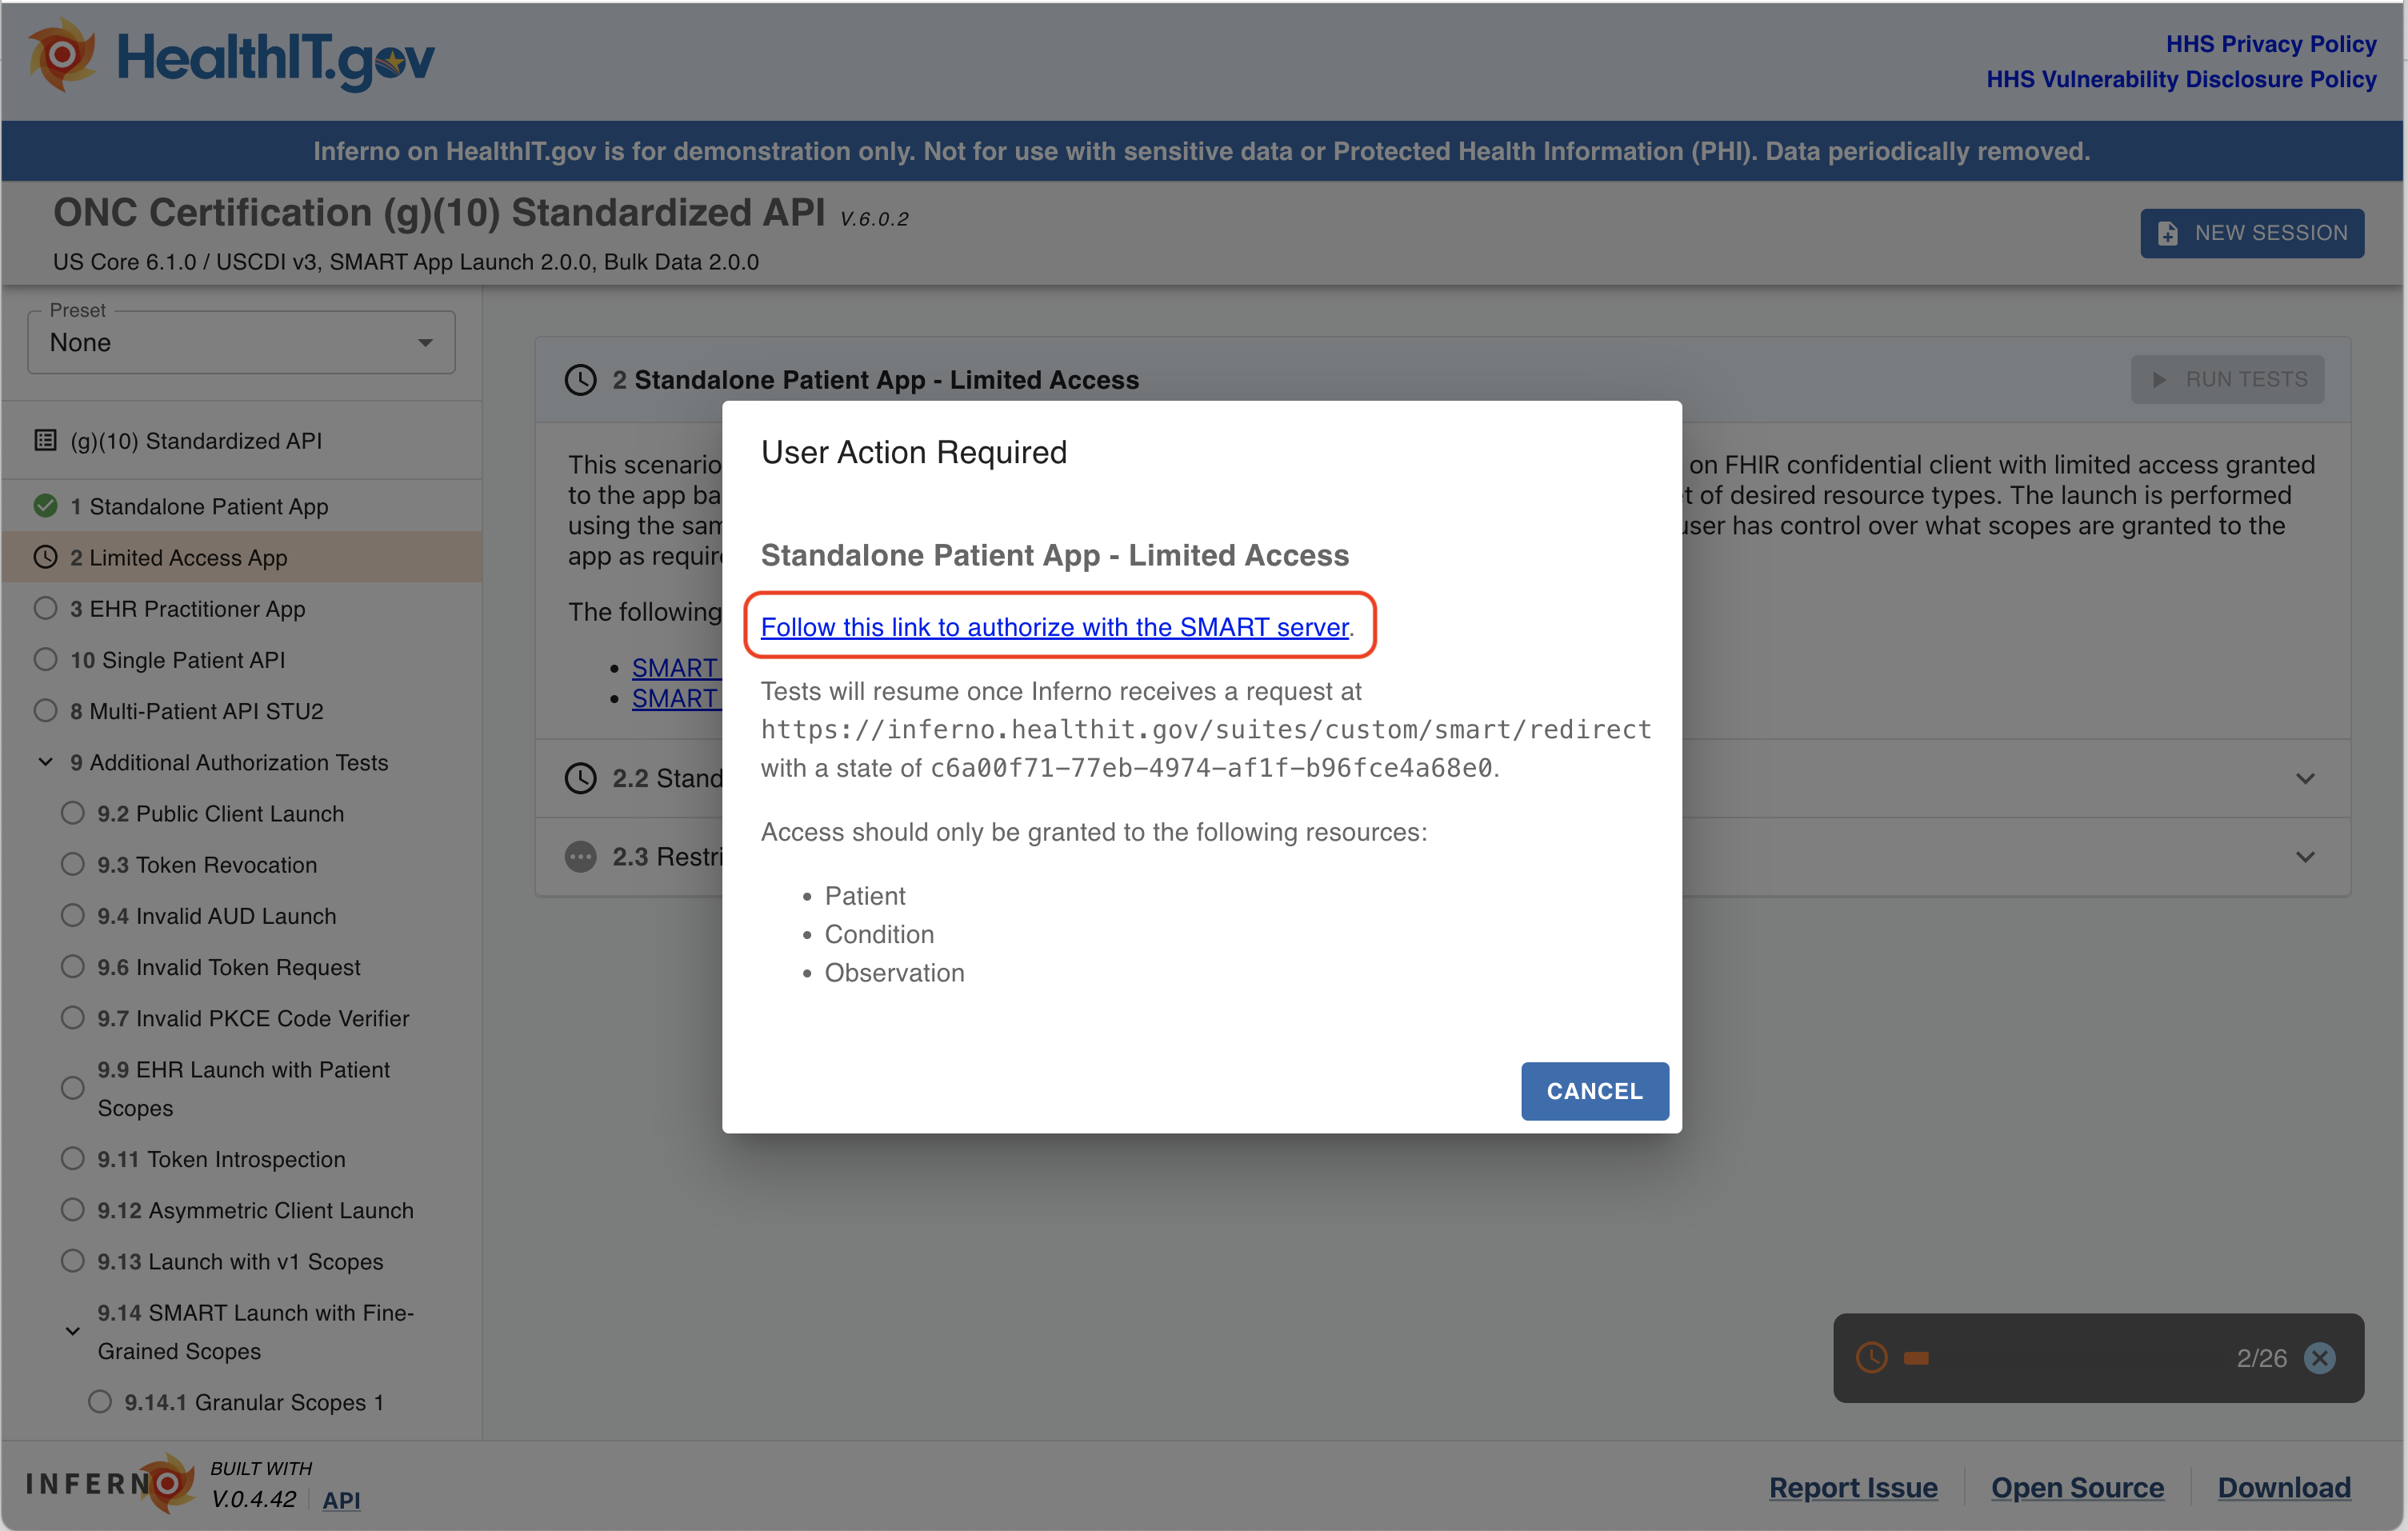 HealthIT.gov
HHS Privacy Policy
HHS Vulnerability Disclosure Policy
Inferno on HealthIT.gov is for demonstration only. Not for use with sensitive data or Protected Health Information (PHI). Data periodically removed.
ONC Certification (g)(10) Standardized API V.6.0.2
US Core 6.1.0 / USCDI v3, SMART App Launch 2.0.0, Bulk Data 2.0.0
NEW SESSION
Preset
None
(g)(10) Standardized API
1 Standalone Patient App
2 Limited Access App
3 EHR Practitioner App
10 Single Patient API
8 Multi-Patient API STU2
9 Additional Authorization Tests
9.2 Public Client Launch
9.3 Token Revocation
9.4 Invalid AUD Launch
9.6 Invalid Token Request
9.7 Invalid PKCE Code Verifier
9.9 EHR Launch with Patient
Scopes
9.11 Token Introspection
9.12 Asymmetric Client Launch
9.13 Launch with v1 Scopes
9.14 SMART Launch with Fine-
Grained Scopes
9.14.1 Granular Scopes 1
2 Standalone Patient App - Limited Access
RUN TESTS
This scenario
on FHIR confidential client with limited access granted
to the app ba
t of desired resource types. The launch is performed
using the sam
user has control over what scopes are granted to the
app as require
The following
SMART
SMART
2.2 Stand
2.3 Restri
User Action Required
Standalone Patient App - Limited Access
Follow this link to authorize with the SMART server.
Tests will resume once Inferno receives a request at
https://inferno.healthit.gov/suites/custom/smart/redirect
with a state of c6a00f71-77eb-4974-af1f-b96fce4a68e0.
Access should only be granted to the following resources:
• Patient
• Condition
• Observation
CANCEL
2/26
INFERNO
BUILT WITH
V.0.4.42
API
Report Issue
Open Source
Download